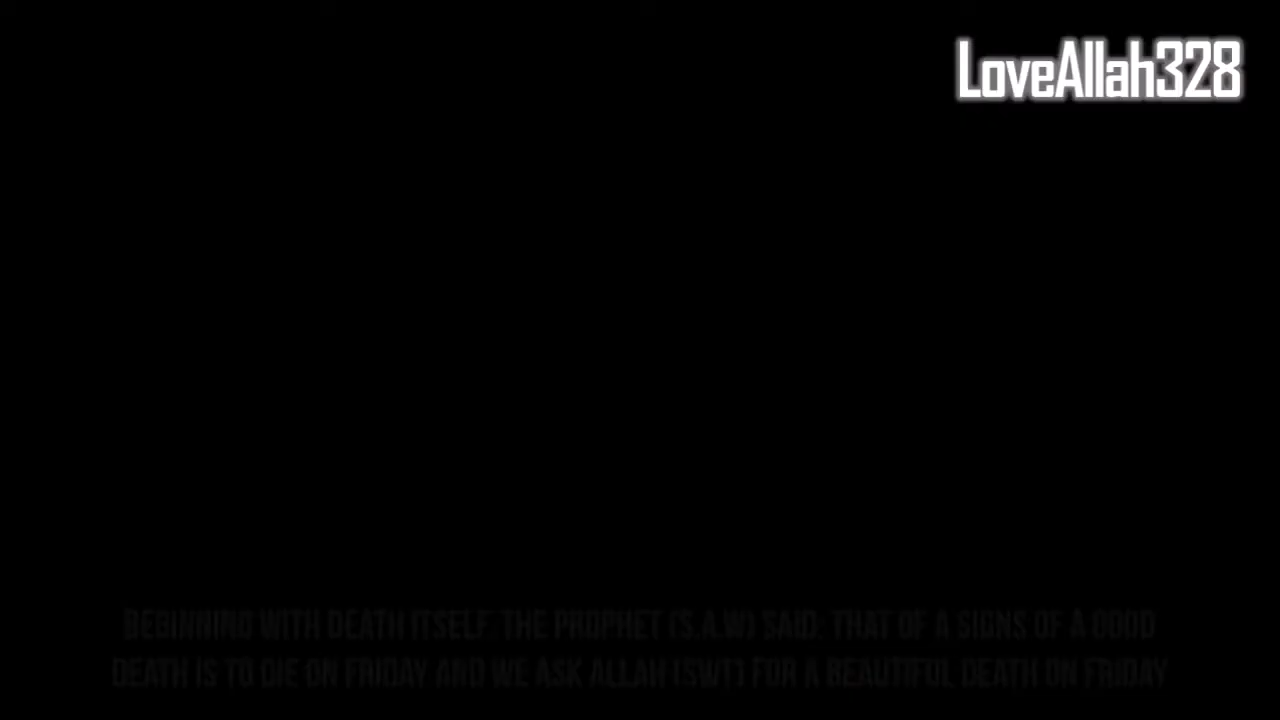 LoveAllah328
BEGINNING WITH DEATH ITSELF, THE PROPHET (S.A.W) SAID: THAT OF A SIGNS OF A GOOD
DEATH IS TO DIE ON FRIDAY AND WE ASK ALLAH (SWT) FOR A BEAUTIFUL DEATH ON FRIDAY